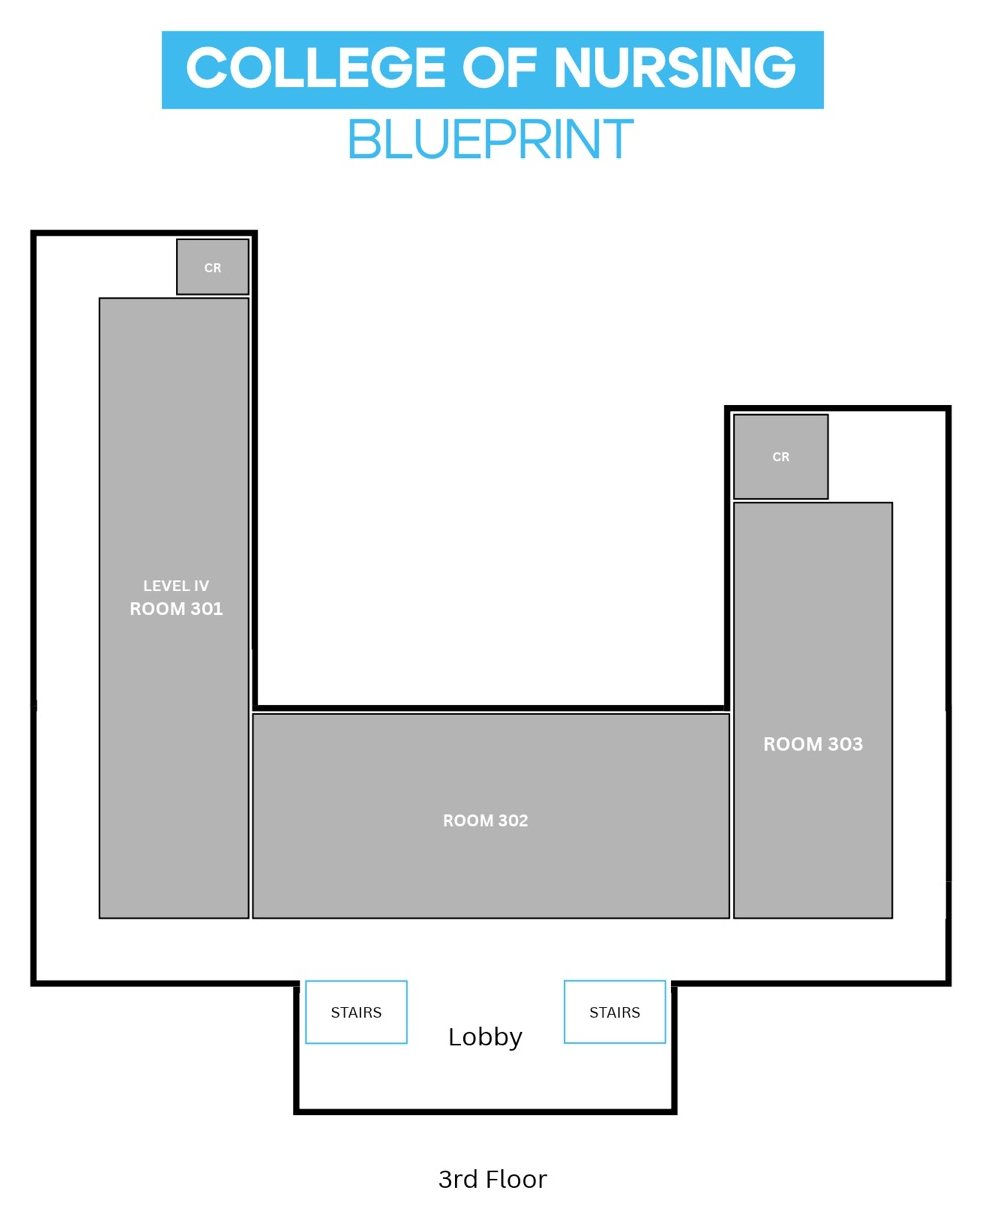 COLLEGE OF NURSING
BLUEPRINT
CR
CR
LEVEL IV
ROOM 301
ROOM 303
ROOM 302
STAIRS
STAIRS
Lobby
3rd Floor